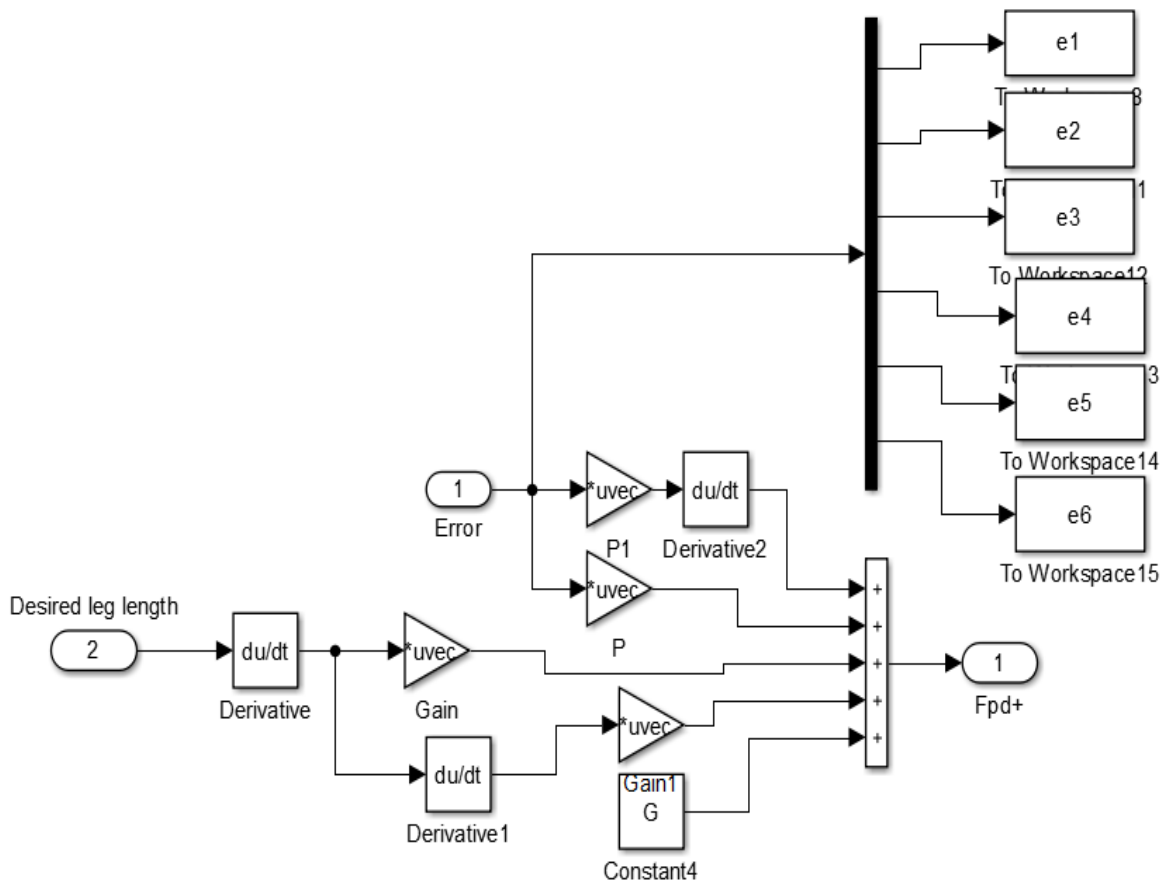 e1
e2
e3
To Workspace12
e4
e5
To Workspace14
e6
To Workspace15
1
Error
*uvec
P1
du/dt
Derivative2
*uvec
P
Desired leg length
2
du/dt
Derivative
*uvec
Gain
du/dt
Derivative1
*uvec
Gain1
G
Constant4
+
+
+
+
+
1
Fpd+